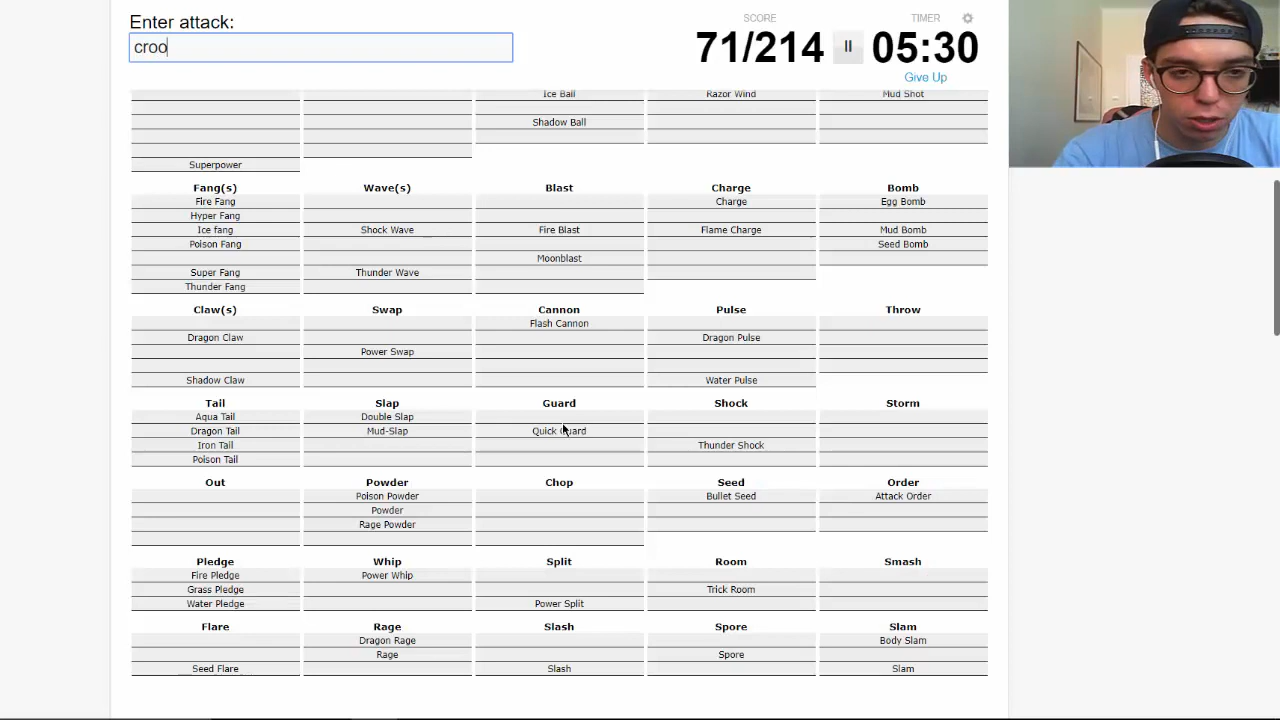 Enter attack:
croo
SCORE
71/214
TIMER
05:30
Give Up
Ice Ball Razor Wind Mud Shot
Shadow Ball
Superpower
Fang(s) Wave(s) Blast Charge Bomb
Fire Fang Charge Egg Bomb
Hyper Fang
Ice fang Shock Wave Fire Blast Flame Charge Mud Bomb
Poison Fang Seed Bomb
Moonblast
Super Fang Thunder Wave
Thunder Fang
Claw(s) Swap Cannon Pulse Throw
Flash Cannon
Dragon Claw Dragon Pulse
Power Swap
Shadow Claw Water Pulse
Tail Slap Guard Shock Storm
Aqua Tail Double Slap
Dragon Tail Mud-Slap Quick Guard
Iron Tail Thunder Shock
Poison Tail
Out Powder Chop Seed Order
Poison Powder Bullet Seed Attack Order
Powder
Rage Powder
Pledge Whip Split Room Smash
Fire Pledge Power Whip
Grass Pledge Trick Room
Water Pledge Power Split
Flare Rage Slash Spore Slam
Dragon Rage Body Slam
Rage Spore
Seed Flare Slash Slam